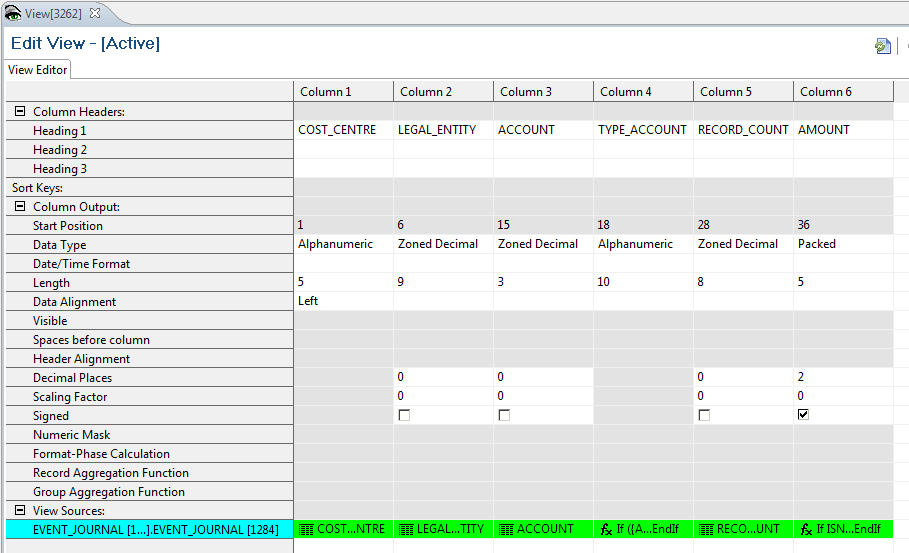 View[3262]
Edit View - [Active]
View Editor
Column 1 Column 2 Column 3 Column 4 Column 5 Column 6
Column Headers:
Heading 1 COST_CENTRE LEGAL_ENTITY ACCOUNT TYPE_ACCOUNT RECORD_COUNT AMOUNT
Heading 2
Heading 3
Sort Keys:
Column Output:
Start Position 1 6 15 18 28 36
Data Type Alphanumeric Zoned Decimal Zoned Decimal Alphanumeric Zoned Decimal Packed
Date/Time Format
Length 5 9 3 10 8 5
Data Alignment Left
Visible
Spaces before column
Header Alignment
Decimal Places 0 0 0 2
Scaling Factor 0 0 0 0
Signed
Numeric Mask
Format-Phase Calculation
Record Aggregation Function
Group Aggregation Function
View Sources:
EVENT_JOURNAL [1...].EVENT_JOURNAL [1284] COST...NTRE LEGAL...TITY ACCOUNT fx If ({A...EndIf RECO...UNT fx If ISN...EndIf